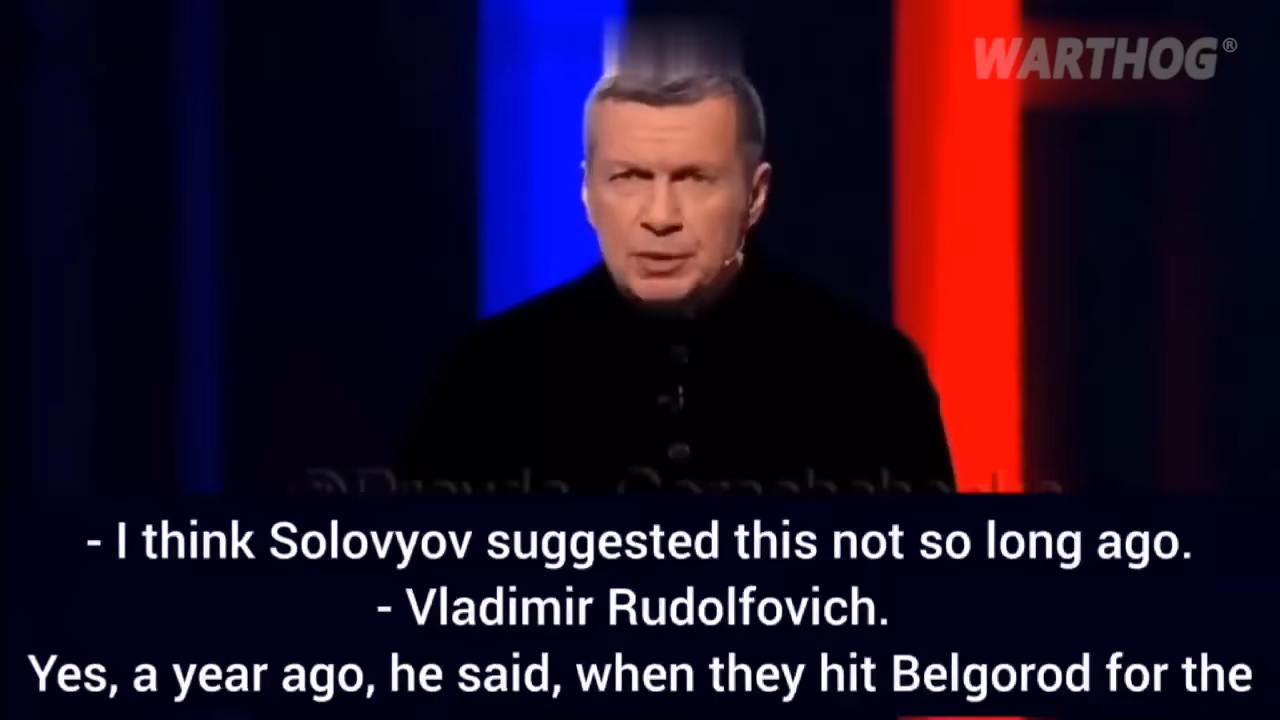 WARTHOG®
- I think Solovyov suggested this not so long ago.
- Vladimir Rudolfovich.
Yes, a year ago, he said, when they hit Belgorod for the